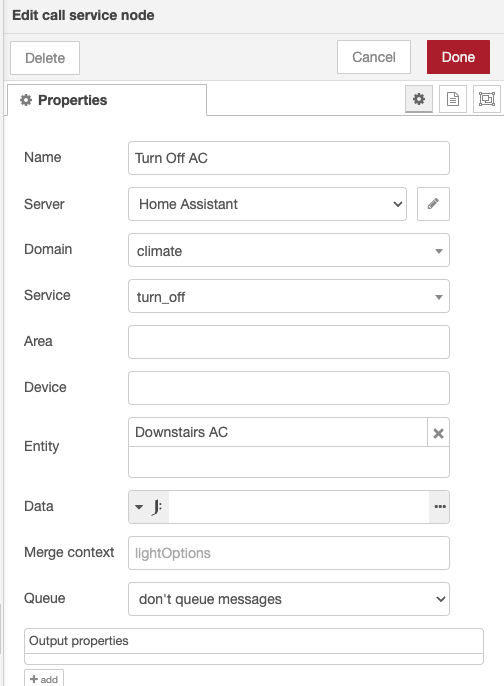 Edit call service node
Delete
Cancel
Done
Properties
Name
Turn Off AC
Server
Home Assistant
Domain
climate
Service
turn_off
Area
Device
Entity
Downstairs AC
Data
J:
...
Merge context
lightOptions
Queue
don't queue messages
Output properties
+ add